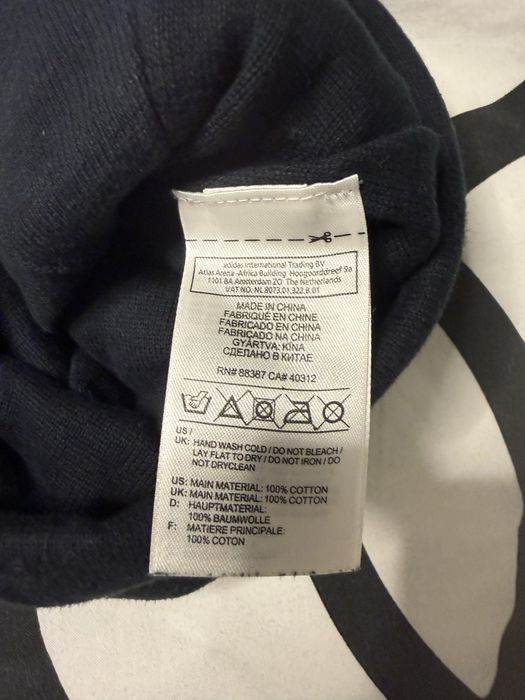 adidas International Trading BV
Atlas Arena -Africa Building Hoogoorddreef 9a
1101 BA Amsterdam ZO The Netherlands
VAT NO. NL 8073.01.322.B.01
MADE IN CHINA
FABRIQUÉ EN CHINE
FABRICADO EN CHINA
FABRICADO NA CHINA
GYÁRTVA: KÍNA
СДЕЛАНО В КИТАЕ
RN# 88387 CA# 40312
US /
UK: HAND WASH COLD / DO NOT BLEACH /
LAY FLAT TO DRY / DO NOT IRON / DO
NOT DRYCLEAN
US: MAIN MATERIAL: 100% COTTON
UK: MAIN MATERIAL: 100% COTTON
D: HAUPTMATERIAL:
100% BAUMWOLLE
F: MATIÈRE PRINCIPALE:
100% COTON